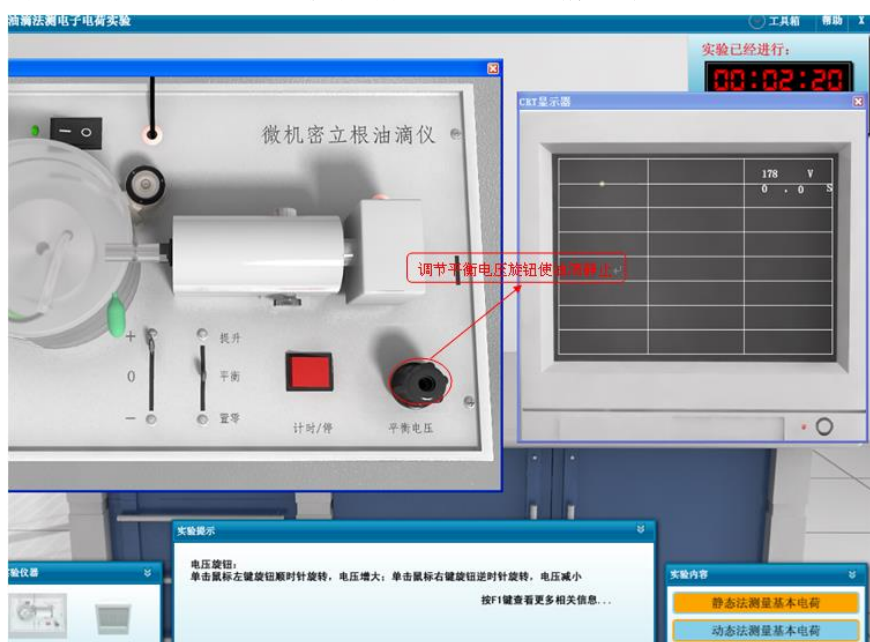 油滴法测电子电荷实验
工具箱 帮助 X
实验已经进行:
00:02:20
CRT显示器
微机密立根油滴仪
178 V
0 . 0 S
调节平衡电压旋钮使油滴静止
+
提升
0
平衡
-
置零
计时/停
平衡电压
实验提示
电压旋钮:
单击鼠标左键旋钮顺时针旋转，电压增大；单击鼠标右键旋钮逆时针旋转，电压减小
按F1键查看更多相关信息...
验仪器
实验内容
静态法测量基本电荷
动态法测量基本电荷